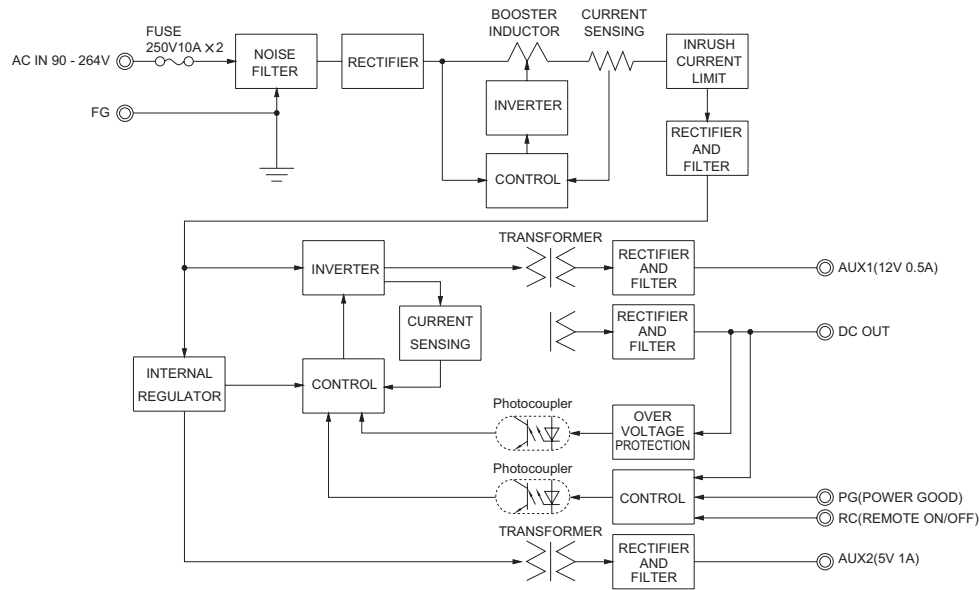 BOOSTER
INDUCTOR
CURRENT
SENSING
FUSE
250V10A ×2
AC IN 90 - 264V
NOISE
FILTER
RECTIFIER
INRUSH
CURRENT
LIMIT
INVERTER
FG
RECTIFIER
AND
FILTER
CONTROL
TRANSFORMER
INVERTER
RECTIFIER
AND
FILTER
AUX1(12V 0.5A)
CURRENT
SENSING
RECTIFIER
AND
FILTER
DC OUT
INTERNAL
REGULATOR
CONTROL
Photocoupler
OVER
VOLTAGE
PROTECTION
Photocoupler
CONTROL
PG(POWER GOOD)
RC(REMOTE ON/OFF)
TRANSFORMER
RECTIFIER
AND
FILTER
AUX2(5V 1A)